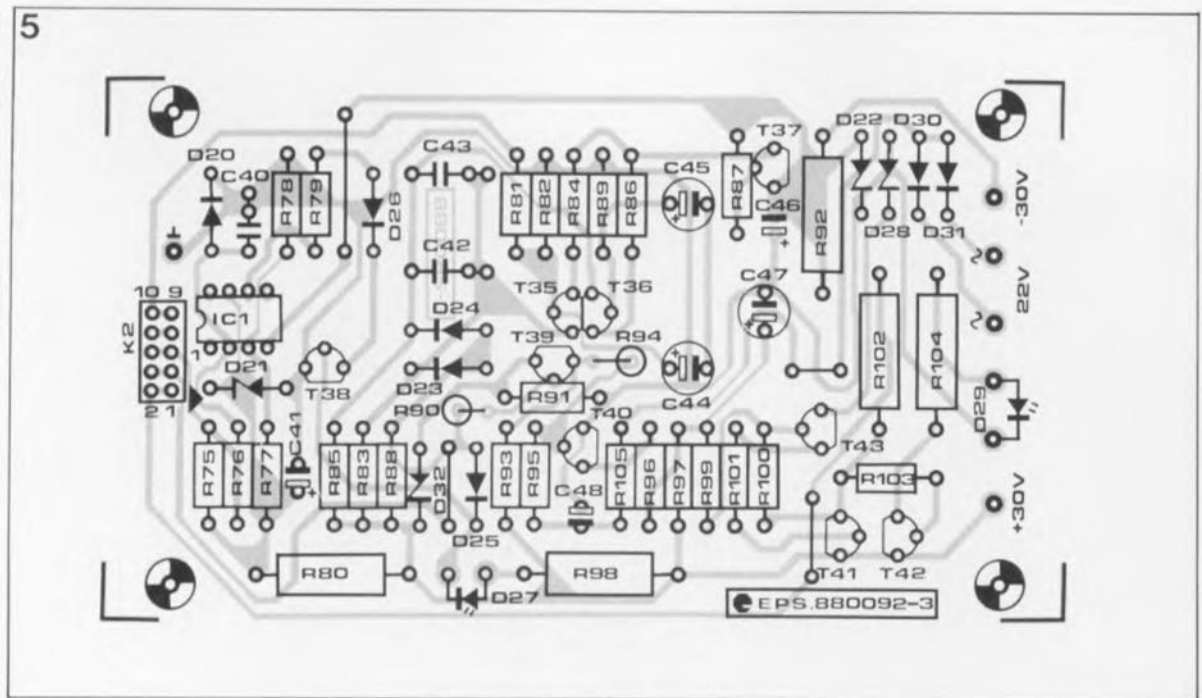 5
D20
C40
R78
R79
D26
C43
C42
D24
D23
R90
R81
R82
R84
R89
R86
C45
R87
T37
C46
R92
D22
D30
D28
D31
-30V
~
22V
~
+
10 9
K2
IC1
1
D21
2 1
T38
T35
T36
T39
R94
R91
C44
C47
R102
R104
D29
R75
R76
R77
C41
R85
R83
R88
D32
D25
R93
R95
T40
C48
R105
R96
R97
R99
R101
R100
T43
R103
T41
T42
+30V
R80
D27
R98
EPS.880092-3